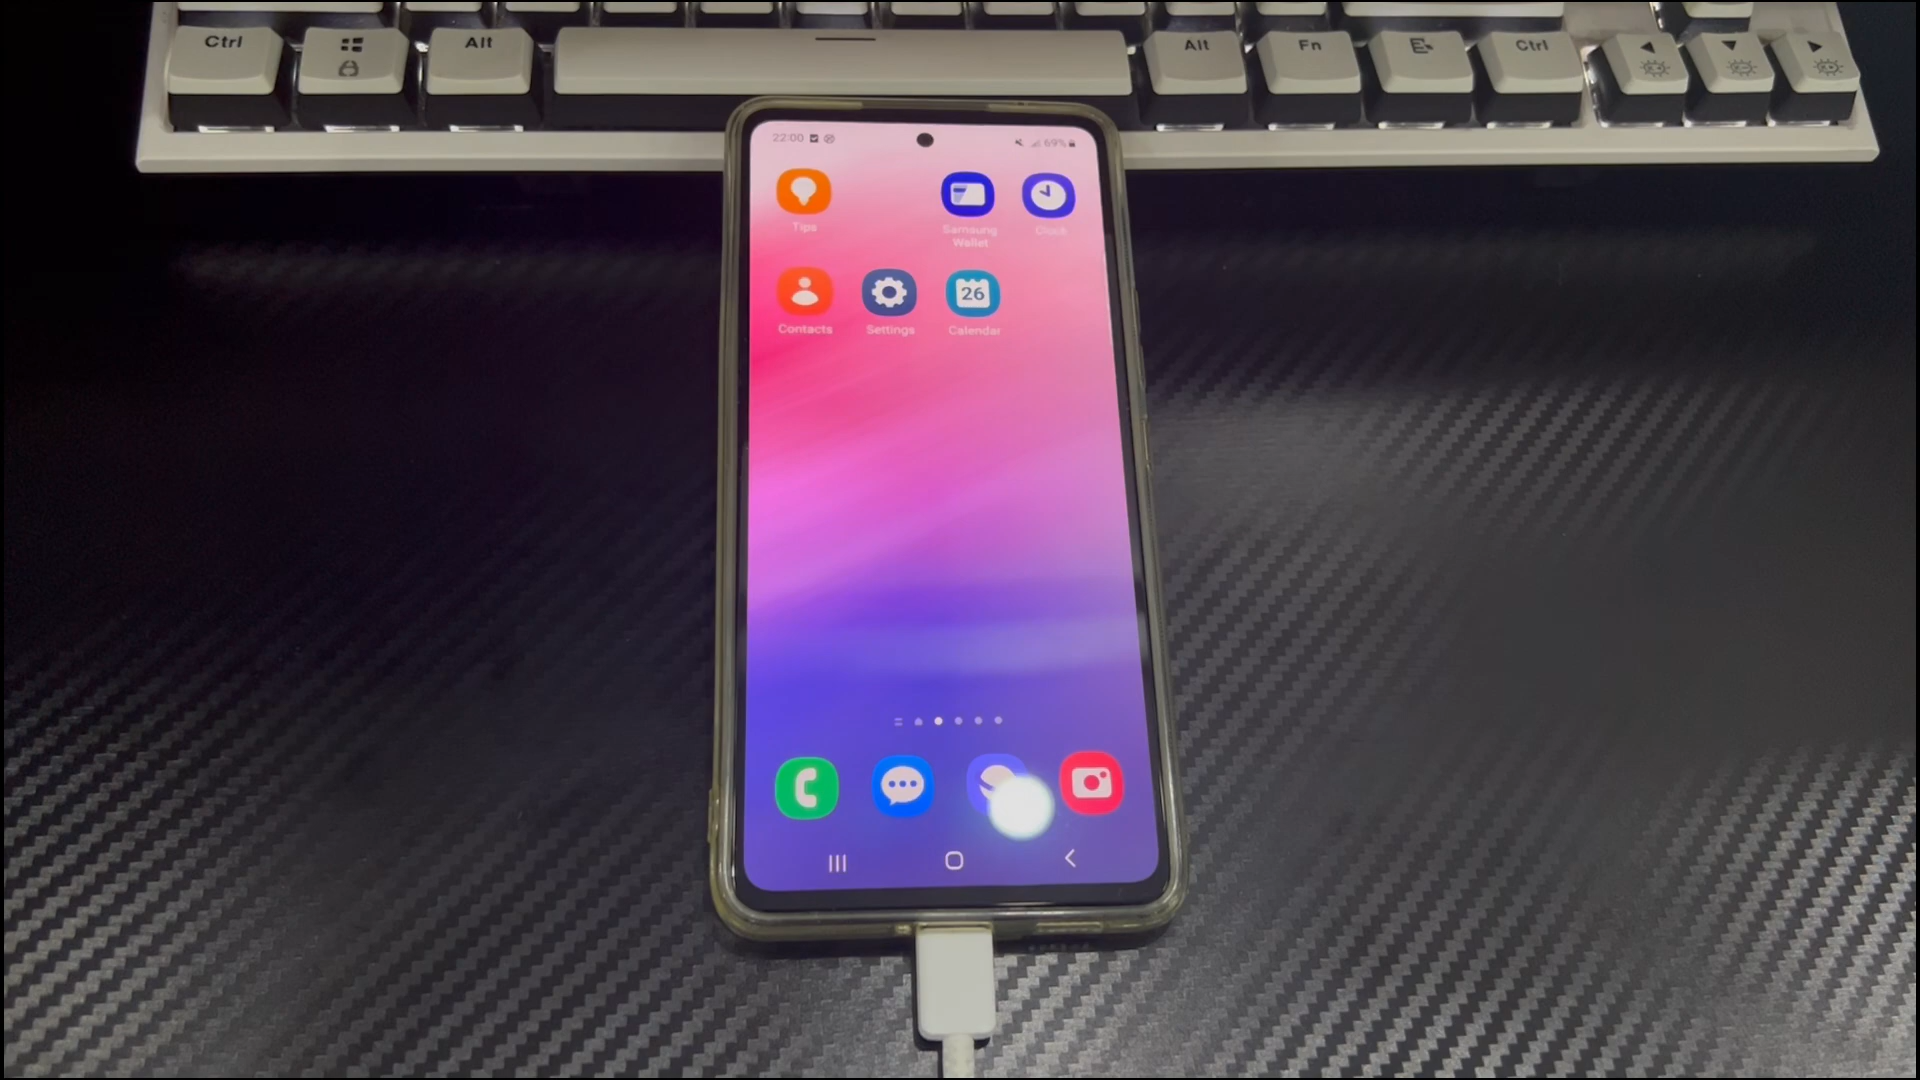 Ctrl
Alt
Alt
Fn
Ctrl
22:00
69%
Tips
Samsung
Wallet
Clock
26
Contacts
Settings
Calendar